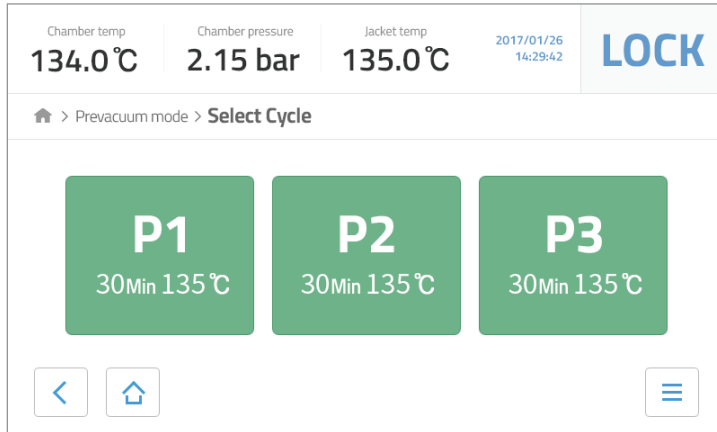 Chamber temp
134.0℃
Chamber pressure
2.15 bar
Jacket temp
135.0℃
2017/01/26
14:29:42
LOCK
> Prevacuum mode > Select Cycle
P1
30Min 135℃
P2
30Min 135℃
P3
30Min 135℃